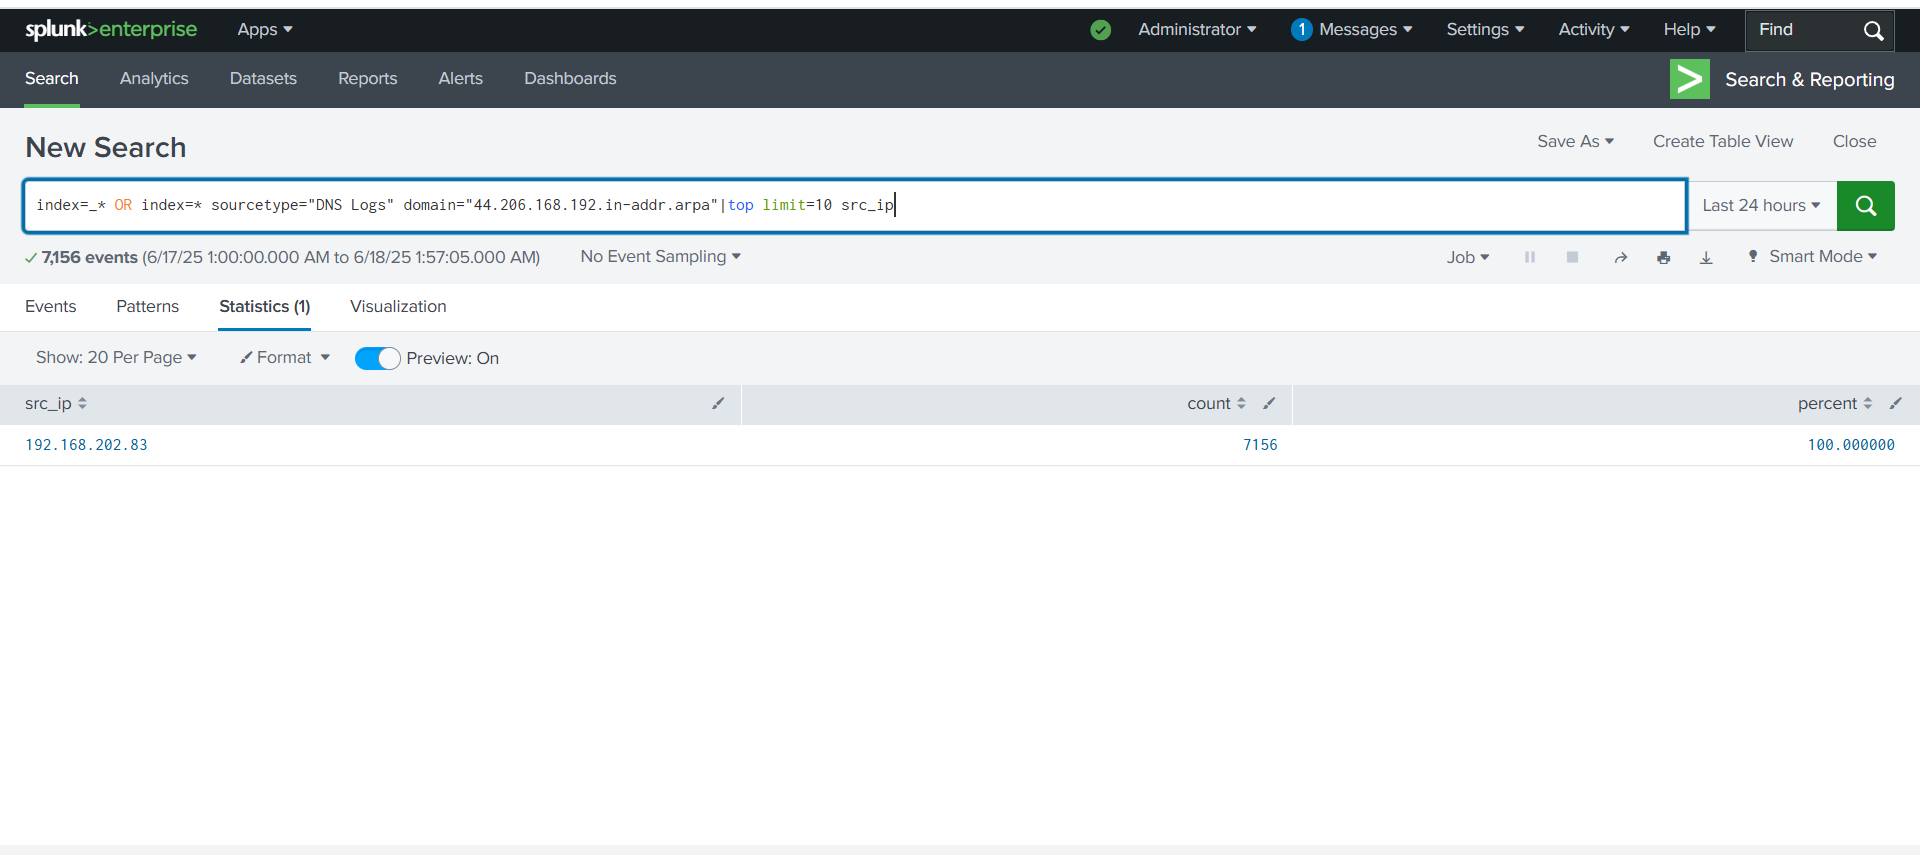 splunk>enterprise Apps Administrator 1 Messages Settings Activity Help Find
Search Analytics Datasets Reports Alerts Dashboards > Search & Reporting
New Search Save As Create Table View Close
index=_* OR index=* sourcetype="DNS Logs" domain="44.206.168.192.in-addr.arpa"|top limit=10 src_ip Last 24 hours
7,156 events (6/17/25 1:00:00.000 AM to 6/18/25 1:57:05.000 AM) No Event Sampling Job Smart Mode
Events Patterns Statistics (1) Visualization
Show: 20 Per Page Format Preview: On
src_ip count percent
192.168.202.83 7156 100.000000